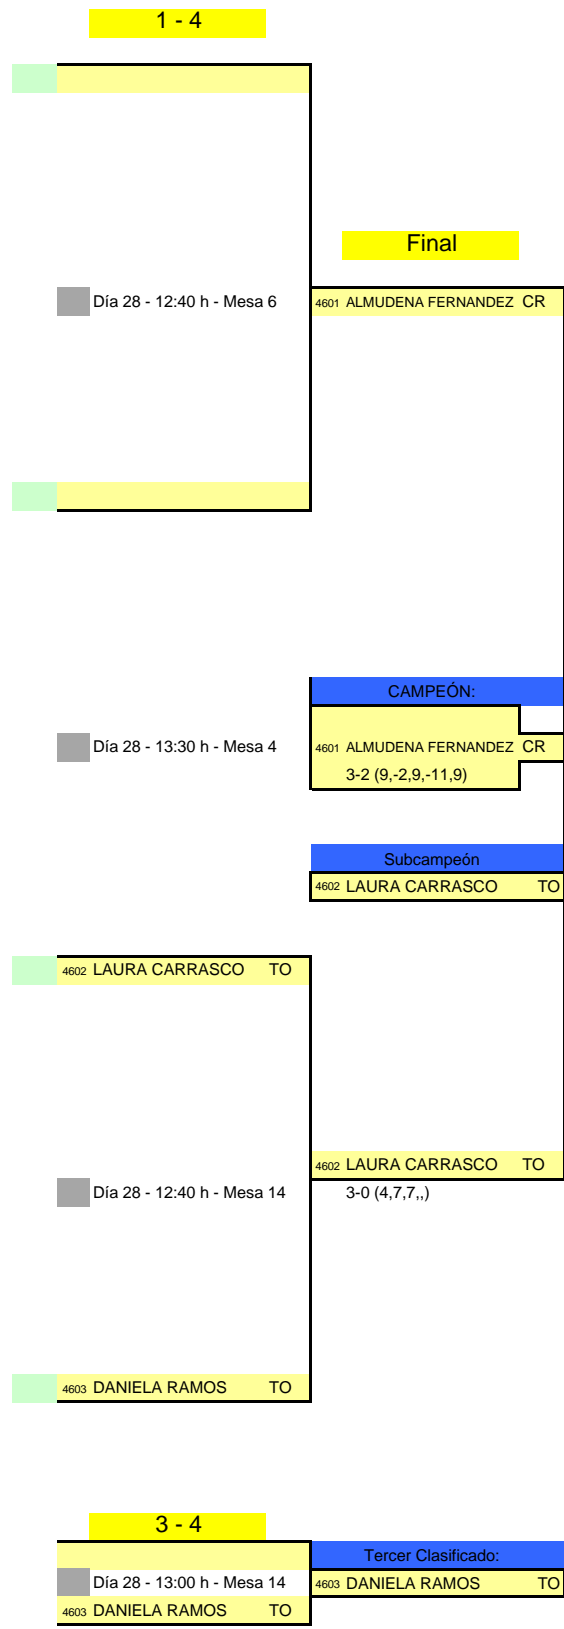 1 - 4
Final
Día 28 - 12:40 h - Mesa 6
4601 ALMUDENA FERNANDEZ CR
CAMPEÓN:
Día 28 - 13:30 h - Mesa 4
4601 ALMUDENA FERNANDEZ CR
3-2 (9,-2,9,-11,9)
Subcampeón
4602 LAURA CARRASCO TO
4602 LAURA CARRASCO TO
4602 LAURA CARRASCO TO
Día 28 - 12:40 h - Mesa 14
3-0 (4,7,7,,)
4603 DANIELA RAMOS TO
3 - 4
Tercer Clasificado:
Día 28 - 13:00 h - Mesa 14
4603 DANIELA RAMOS TO
4603 DANIELA RAMOS TO